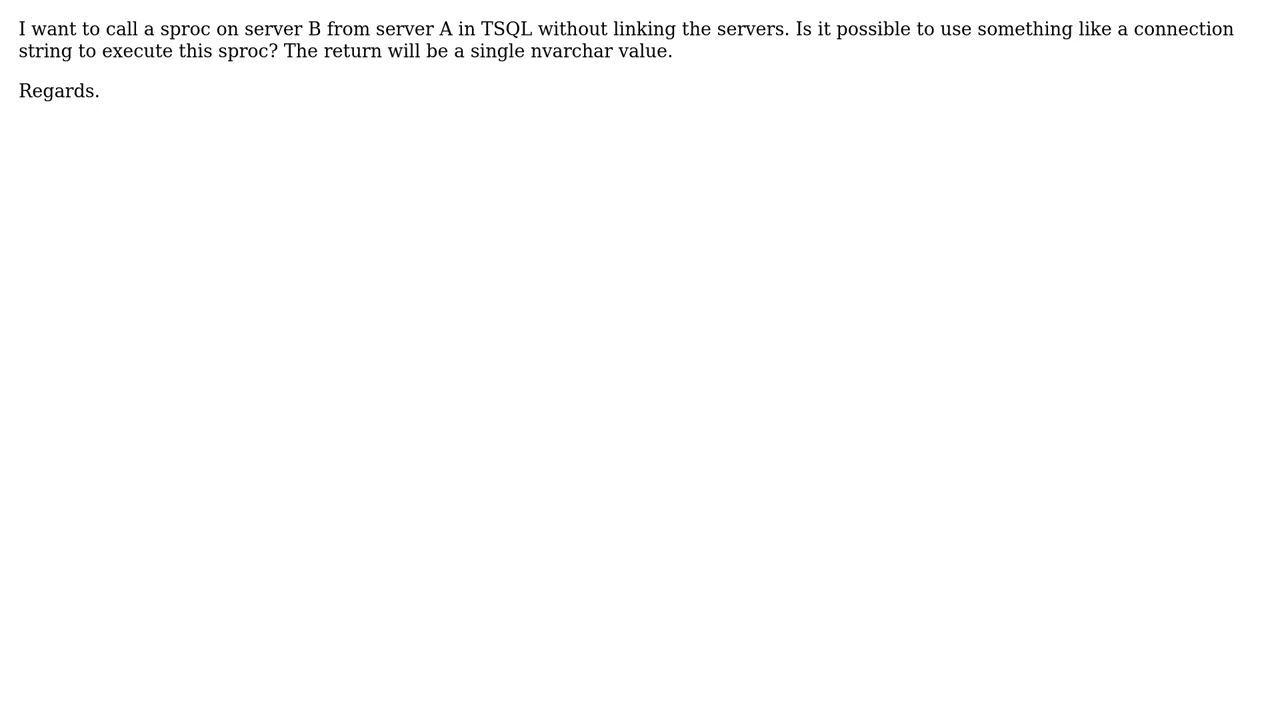 I want to call a sproc on server B from server A in TSQL without linking the servers. Is it possible to use something like a connection
string to execute this sproc? The return will be a single nvarchar value.
Regards.